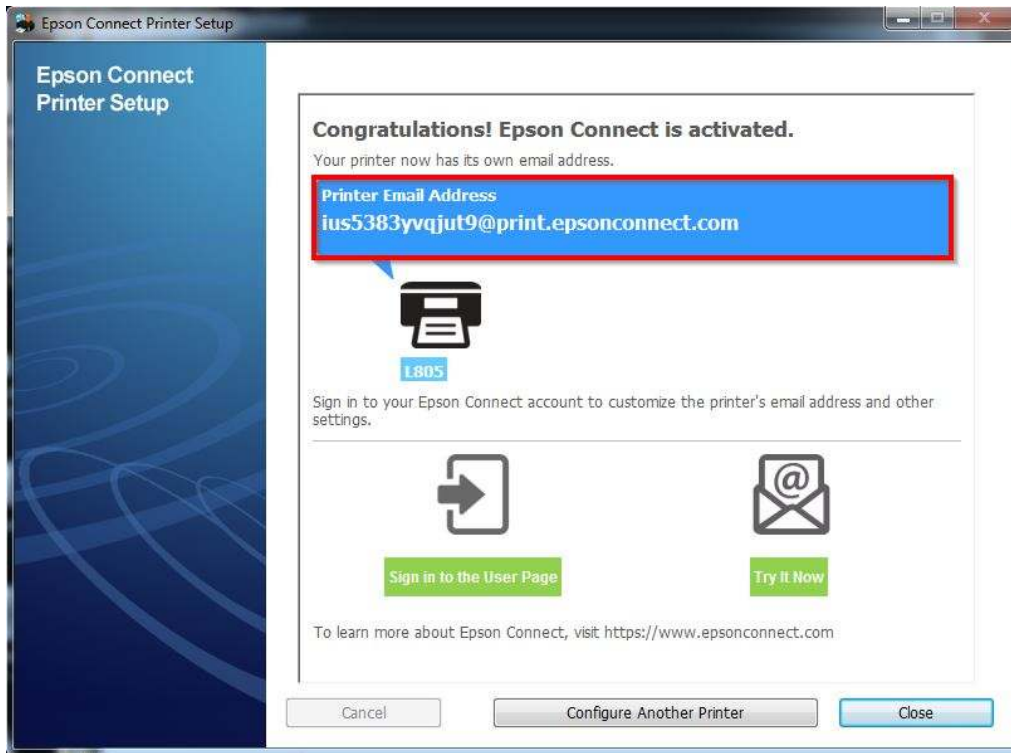 Epson Connect Printer Setup
Epson Connect
Printer Setup
Congratulations! Epson Connect is activated.
Your printer now has its own email address.
Printer Email Address
ius5383yvqjut9@print.epsonconnect.com
L805
Sign in to your Epson Connect account to customize the printer's email address and other
settings.
@
Sign in to the User Page
Try It Now
To learn more about Epson Connect, visit https://www.epsonconnect.com
Cancel
Configure Another Printer
Close